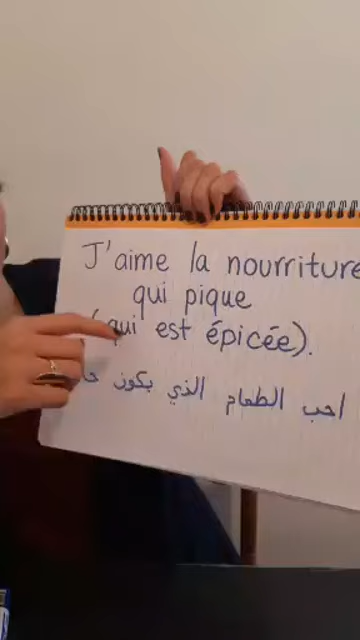 J'aime la nourriture
qui pique
(qui est épicée).
احب الطعام الذي يكون